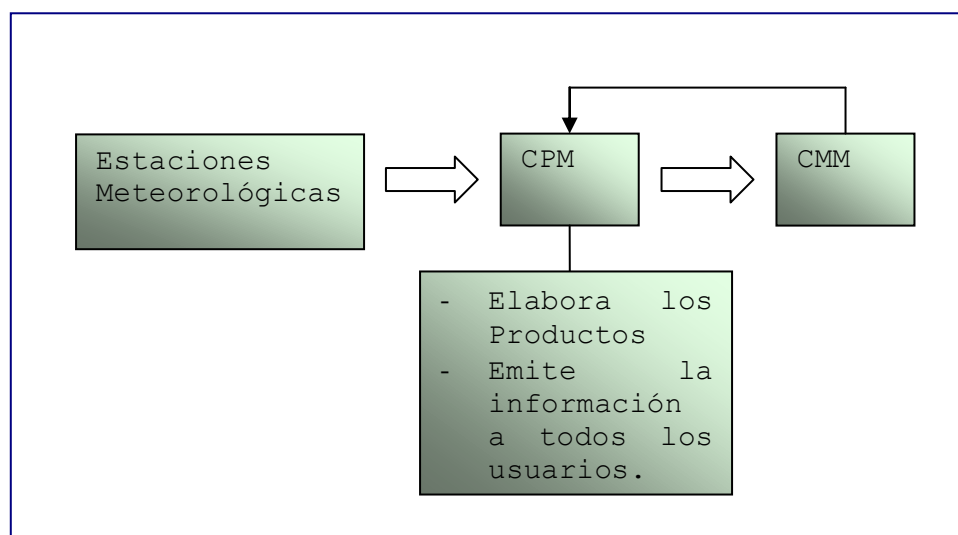 Estaciones
Meteorológicas
CPM
CMM
- Elabora los
Productos
- Emite la
información
a todos los
usuarios.